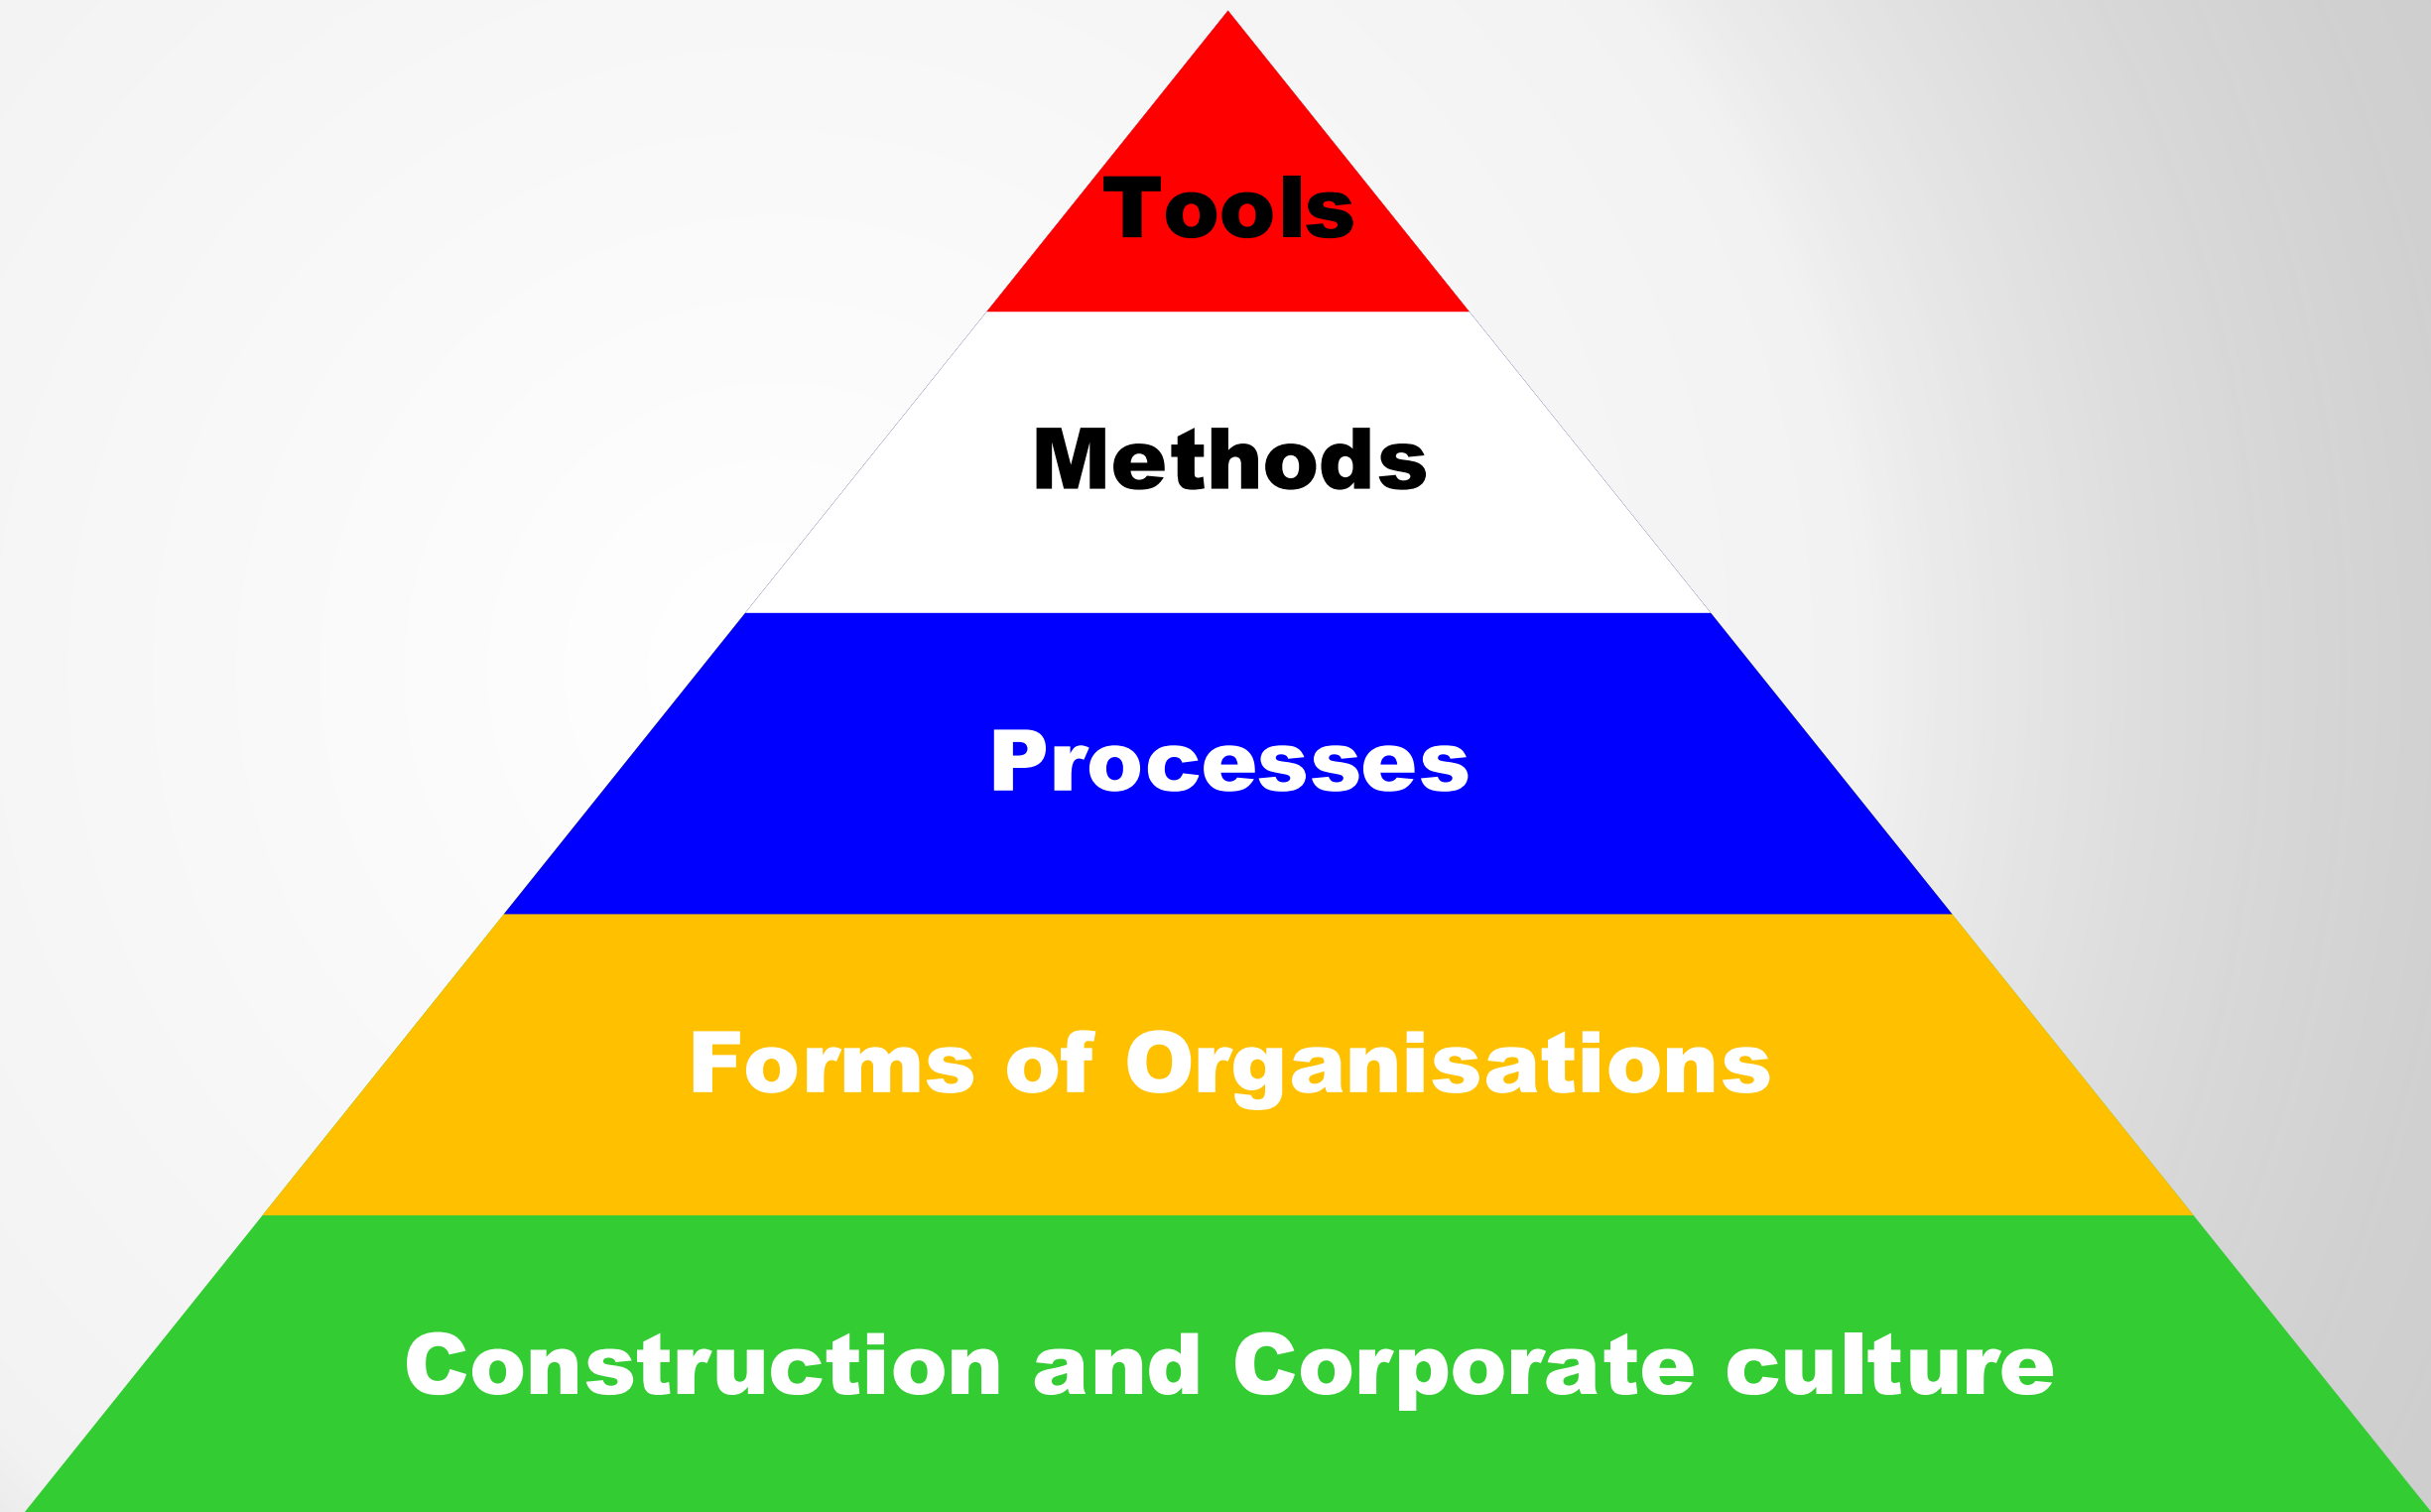 Tools
Methods
Processes
Forms of Organisations
Construction and Corporate culture